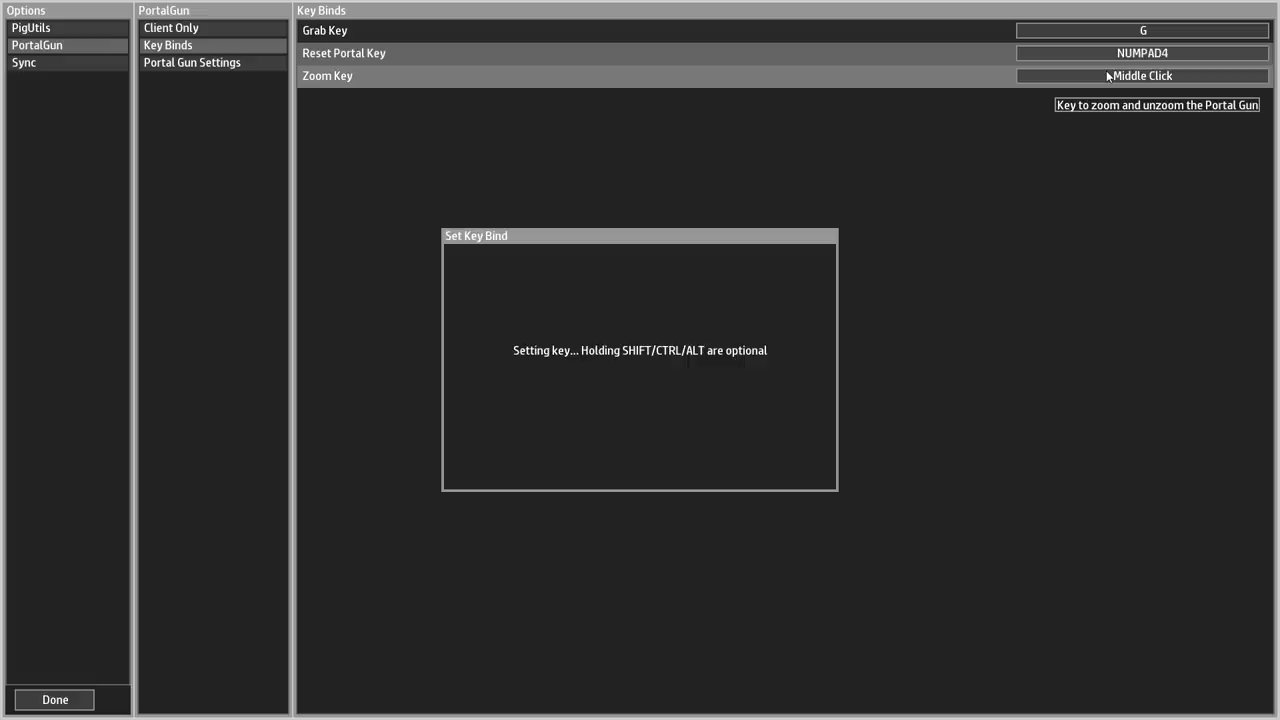 Options
PigUtils
PortalGun
Sync
Done
PortalGun
Client Only
Key Binds
Portal Gun Settings
Key Binds
Grab Key
G
Reset Portal Key
NUMPAD4
Zoom Key
Middle Click
Key to zoom and unzoom the Portal Gun
Set Key Bind
Setting key... Holding SHIFT/CTRL/ALT are optional